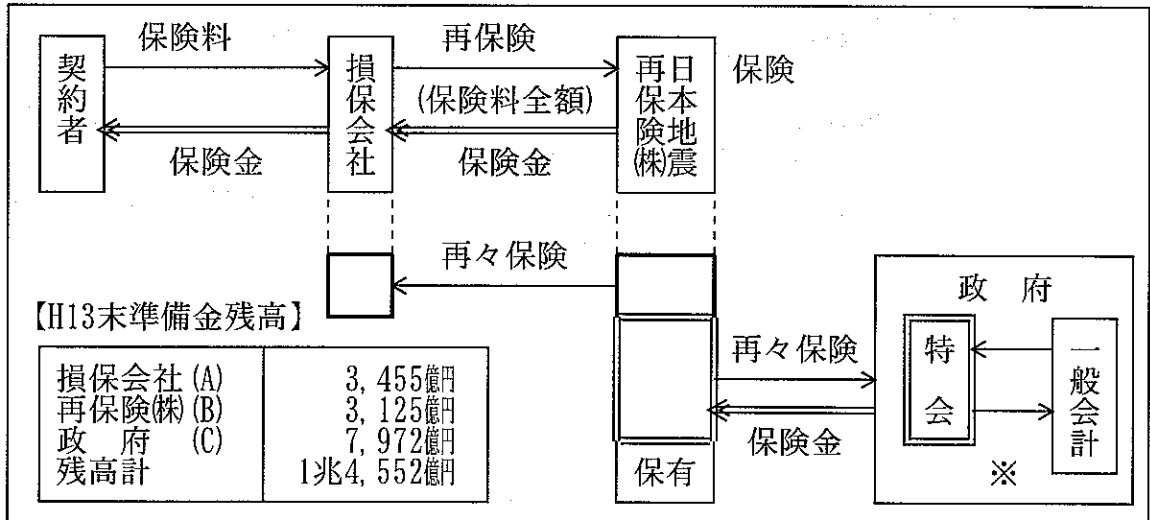 保険料
再保険
契約者
損保会社
日本地震
再保険
㈱
保険
(保険料全額)
保険金
保険金
再々保険
政　府
【H13末準備金残高】
再々保険
特会
一般会計
損保会社(A) 3,455億円
再保険㈱(B) 3,125億円
政　府　(C) 7,972億円
残高計 1兆4,552億円
保険金
保有
※